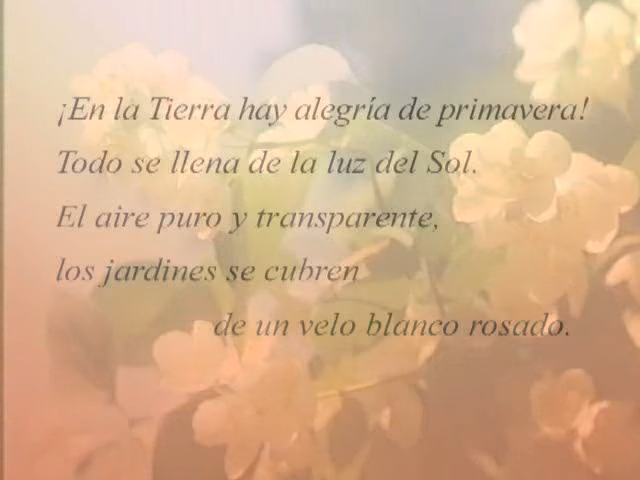 ¡En la Tierra hay alegría de primavera!
Todo se llena de la luz del Sol.
El aire puro y transparente,
los jardines se cubren
de un velo blanco rosado.